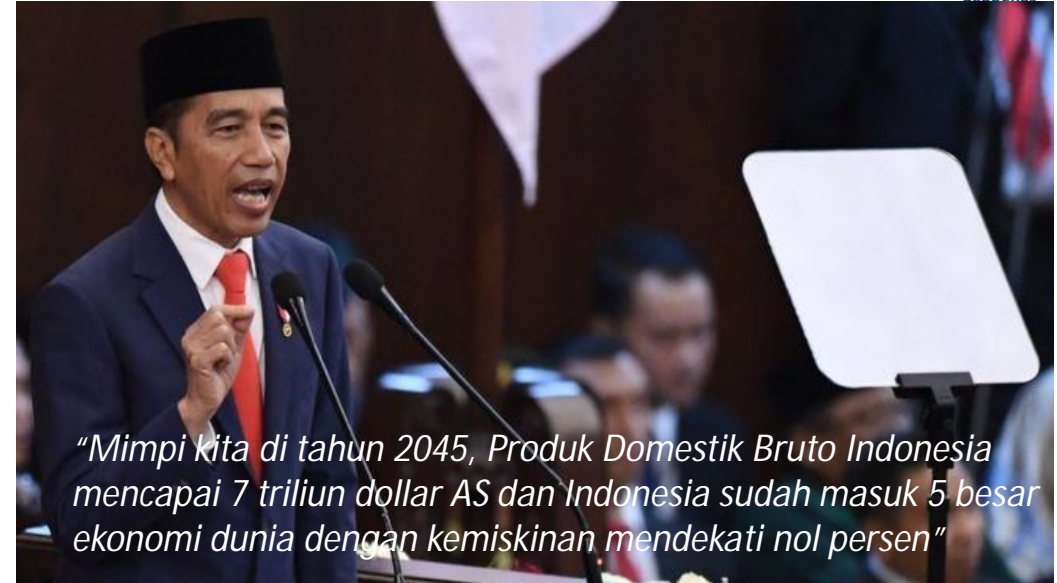 “Mimpi kita di tahun 2045, Produk Domestik Bruto Indonesia
mencapai 7 triliun dollar AS dan Indonesia sudah masuk 5 besar
ekonomi dunia dengan kemiskinan mendekati nol persen”